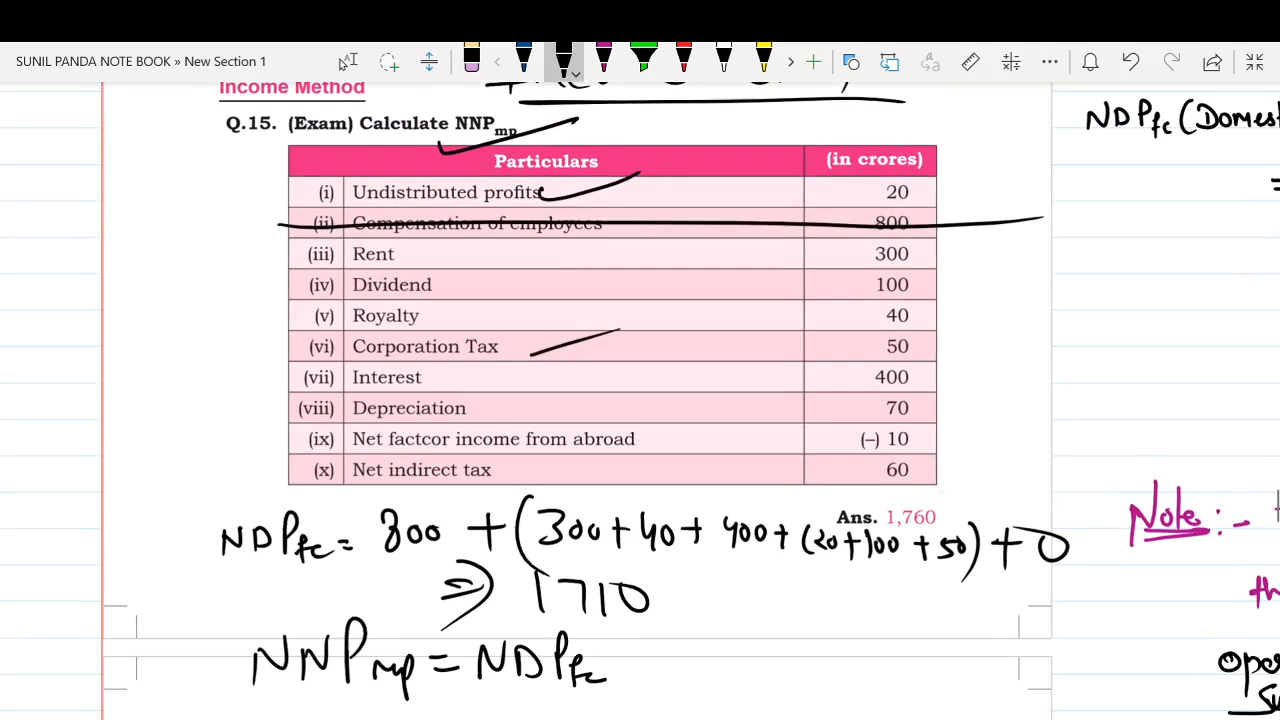 SUNIL PANDA NOTE BOOK » New Section 1
Income Method
Q.15. (Exam) Calculate NNPmp
Particulars (in crores)
(i) Undistributed profits 20
(ii) Compensation of employees 800
(iii) Rent 300
(iv) Dividend 100
(v) Royalty 40
(vi) Corporation Tax 50
(vii) Interest 400
(viii) Depreciation 70
(ix) Net factcor income from abroad (–) 10
(x) Net indirect tax 60
Ans. 1,760
NDPfc = 800 + (300+40+ 400+(20+100 +50) + 0
⇒ 1710
NNPmp = NDPfc
NDPfc (Domes
=
Note :-
th
ope